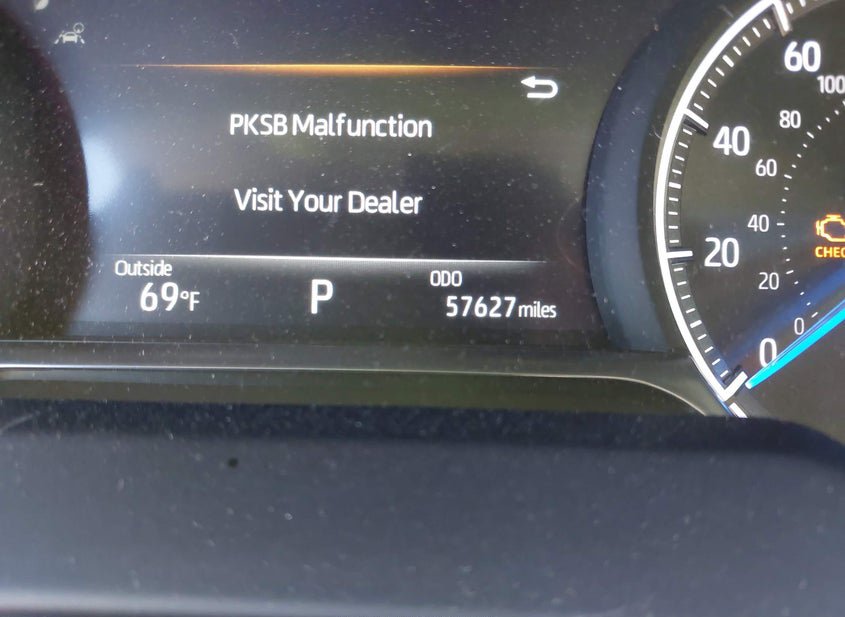 PKSB Malfunction
Visit Your Dealer
Outside
69°F
P
ODO
57627 miles
60
100
80
40
60
40
20
20
0
0
CHEC